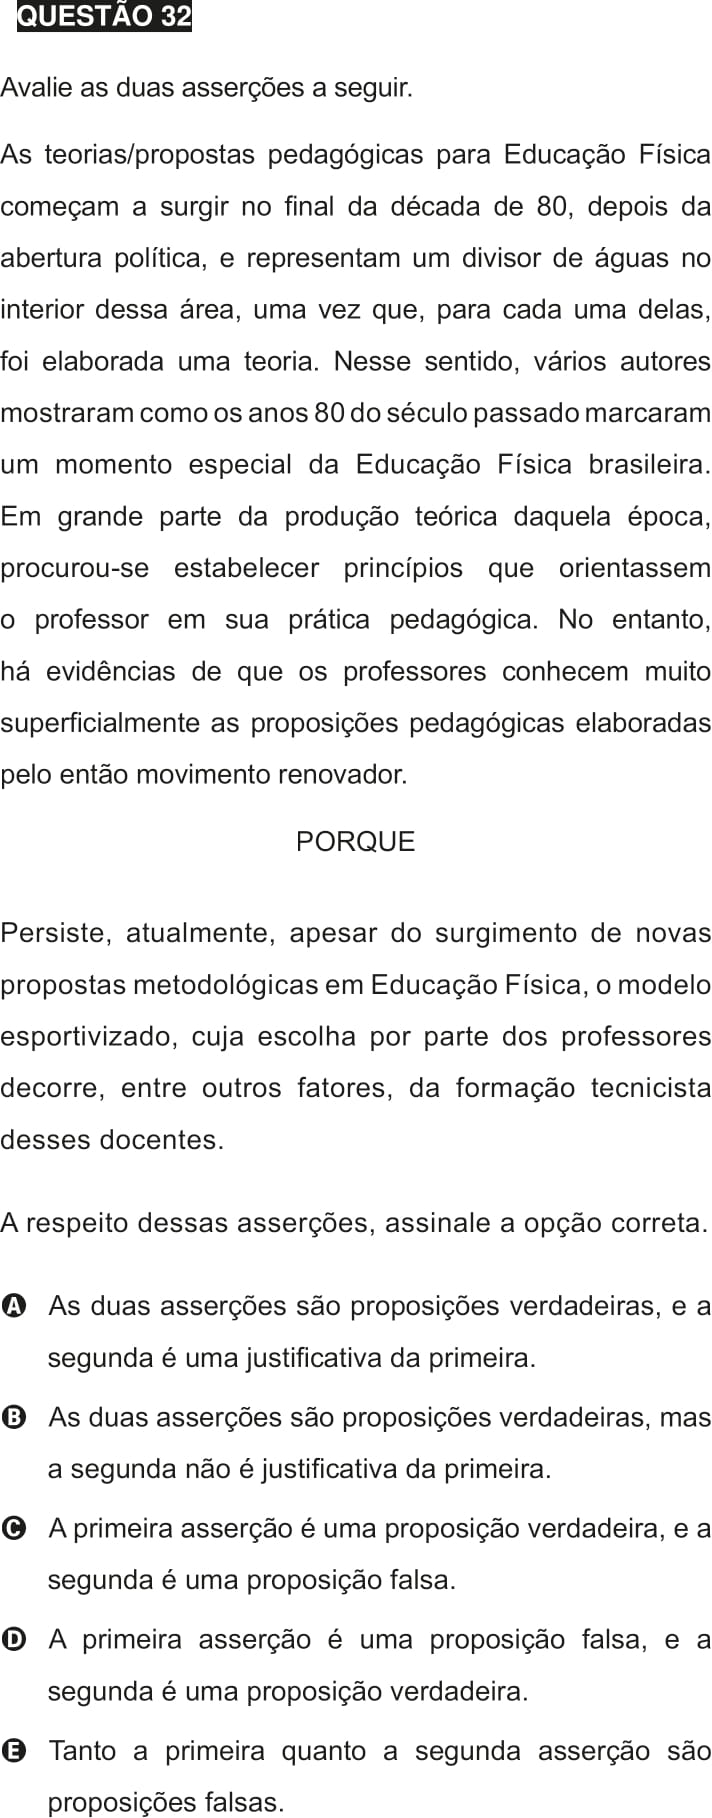 QUESTÃO 32
Avalie as duas asserções a seguir.
As teorias/propostas pedagógicas para Educação Física
começam a surgir no final da década de 80, depois da
abertura política, e representam um divisor de águas no
interior dessa área, uma vez que, para cada uma delas,
foi elaborada uma teoria. Nesse sentido, vários autores
mostraram como os anos 80 do século passado marcaram
um momento especial da Educação Física brasileira.
Em grande parte da produção teórica daquela época,
procurou-se estabelecer princípios que orientassem
o professor em sua prática pedagógica. No entanto,
há evidências de que os professores conhecem muito
superficialmente as proposições pedagógicas elaboradas
pelo então movimento renovador.
PORQUE
Persiste, atualmente, apesar do surgimento de novas
propostas metodológicas em Educação Física, o modelo
esportivizado, cuja escolha por parte dos professores
decorre, entre outros fatores, da formação tecnicista
desses docentes.
A respeito dessas asserções, assinale a opção correta.
A As duas asserções são proposições verdadeiras, e a
segunda é uma justificativa da primeira.
B As duas asserções são proposições verdadeiras, mas
a segunda não é justificativa da primeira.
C A primeira asserção é uma proposição verdadeira, e a
segunda é uma proposição falsa.
D A primeira asserção é uma proposição falsa, e a
segunda é uma proposição verdadeira.
E Tanto a primeira quanto a segunda asserção são
proposições falsas.